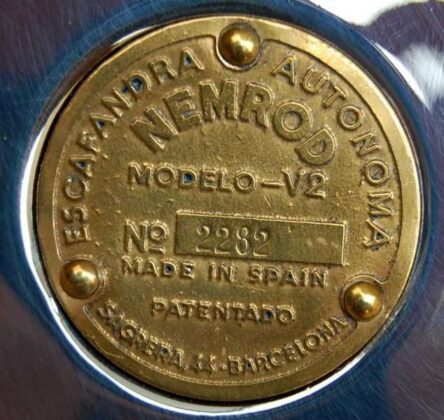 ESCAFANDRA AUTONOMA
NEMROD
MODELO-V2
Nº 2282
MADE IN SPAIN
PATENTADO
SAGRERA, 44-BARCELONA